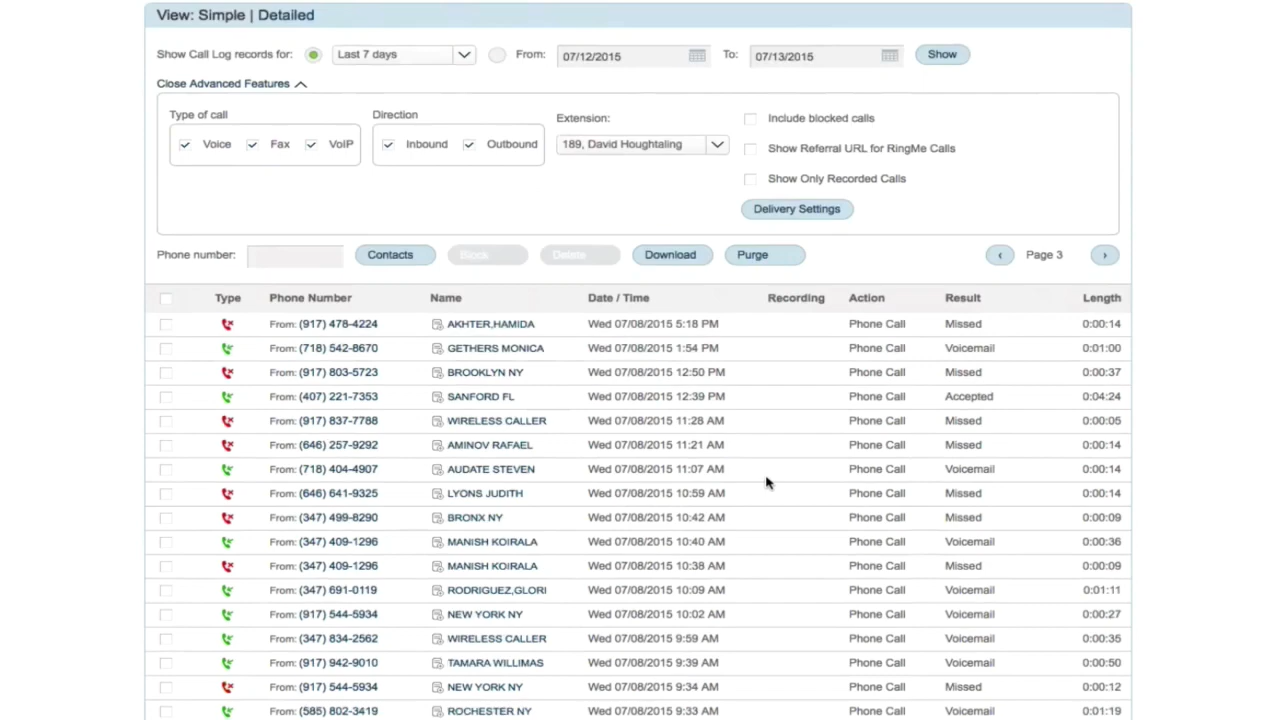 View: Simple | Detailed
Show Call Log records for: Last 7 days From: 07/12/2015 To: 07/13/2015 Show
Close Advanced Features
Type of call Direction Extension: Include blocked calls
Voice Fax VoIP Inbound Outbound 189, David Houghtaling
Show Referral URL for RingMe Calls
Show Only Recorded Calls
Delivery Settings
Phone number: Contacts Block Delete Download Purge ‹ Page 3 ›
Type Phone Number Name Date / Time Recording Action Result Length
From: (917) 478-4224 AKHTER,HAMIDA Wed 07/08/2015 5:18 PM Phone Call Missed 0:00:14
From: (718) 542-8670 GETHERS MONICA Wed 07/08/2015 1:54 PM Phone Call Voicemail 0:01:00
From: (917) 803-5723 BROOKLYN NY Wed 07/08/2015 12:50 PM Phone Call Missed 0:00:37
From: (407) 221-7353 SANFORD FL Wed 07/08/2015 12:39 PM Phone Call Accepted 0:04:24
From: (917) 837-7788 WIRELESS CALLER Wed 07/08/2015 11:28 AM Phone Call Missed 0:00:05
From: (646) 257-9292 AMINOV RAFAEL Wed 07/08/2015 11:21 AM Phone Call Missed 0:00:14
From: (718) 404-4907 AUDATE STEVEN Wed 07/08/2015 11:07 AM Phone Call Voicemail 0:00:14
From: (646) 641-9325 LYONS JUDITH Wed 07/08/2015 10:59 AM Phone Call Missed 0:00:14
From: (347) 499-8290 BRONX NY Wed 07/08/2015 10:42 AM Phone Call Missed 0:00:09
From: (347) 409-1296 MANISH KOIRALA Wed 07/08/2015 10:40 AM Phone Call Voicemail 0:00:36
From: (347) 409-1296 MANISH KOIRALA Wed 07/08/2015 10:38 AM Phone Call Missed 0:00:09
From: (347) 691-0119 RODRIGUEZ,GLORI Wed 07/08/2015 10:09 AM Phone Call Voicemail 0:01:11
From: (917) 544-5934 NEW YORK NY Wed 07/08/2015 10:02 AM Phone Call Voicemail 0:00:27
From: (347) 834-2562 WIRELESS CALLER Wed 07/08/2015 9:59 AM Phone Call Voicemail 0:00:35
From: (917) 942-9010 TAMARA WILLIMAS Wed 07/08/2015 9:39 AM Phone Call Voicemail 0:00:50
From: (917) 544-5934 NEW YORK NY Wed 07/08/2015 9:34 AM Phone Call Missed 0:00:12
From: (585) 802-3419 ROCHESTER NY Wed 07/08/2015 9:33 AM Phone Call Voicemail 0:01:19